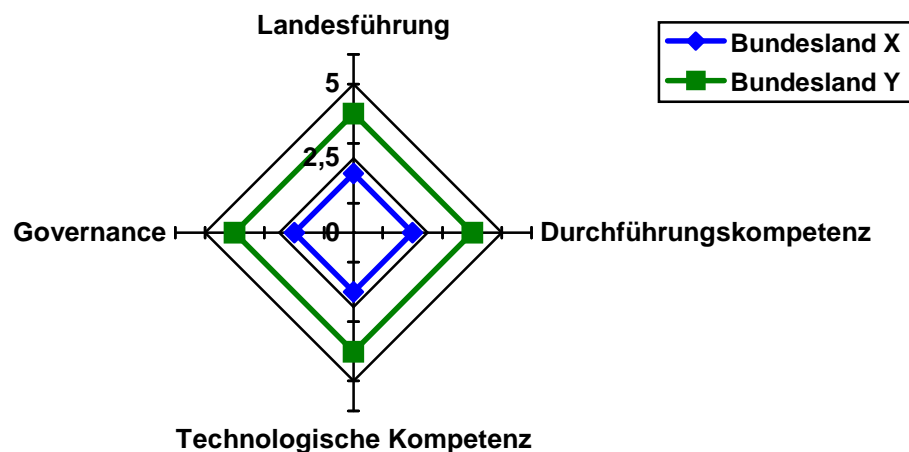 Landesführung
Bundesland X
Bundesland Y
5
2,5
0
Governance
Durchführungskompetenz
Technologische Kompetenz